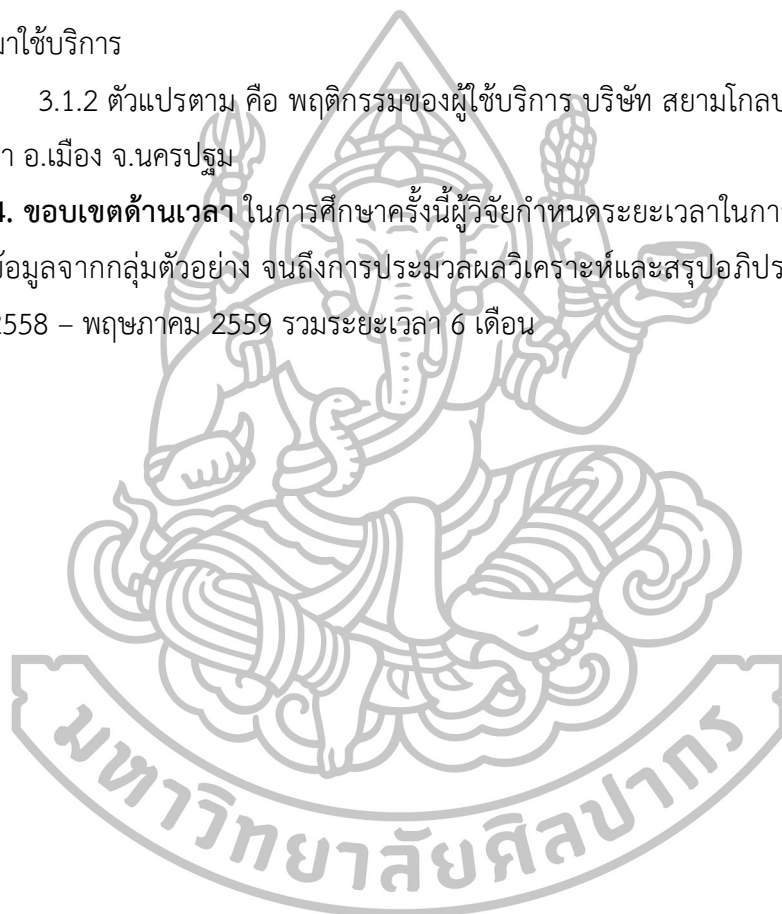 มาใช้บริการ
3.1.2 ตัวแปรตาม คือ พฤติกรรมของผู้ใช้บริการ บริษัท สยามโกลบ
า อ.เมือง จ.นครปฐม
4. ขอบเขตด้านเวลา ในการศึกษาครั้งนี้ผู้วิจัยกำหนดระยะเวลาในกา
ข้อมูลจากกลุ่มตัวอย่าง จนถึงการประมวลผลวิเคราะห์และสรุปอภิปร
2558 – พฤษภาคม 2559 รวมระยะเวลา 6 เดือน
มหาวิทยาลัยศิลปากร